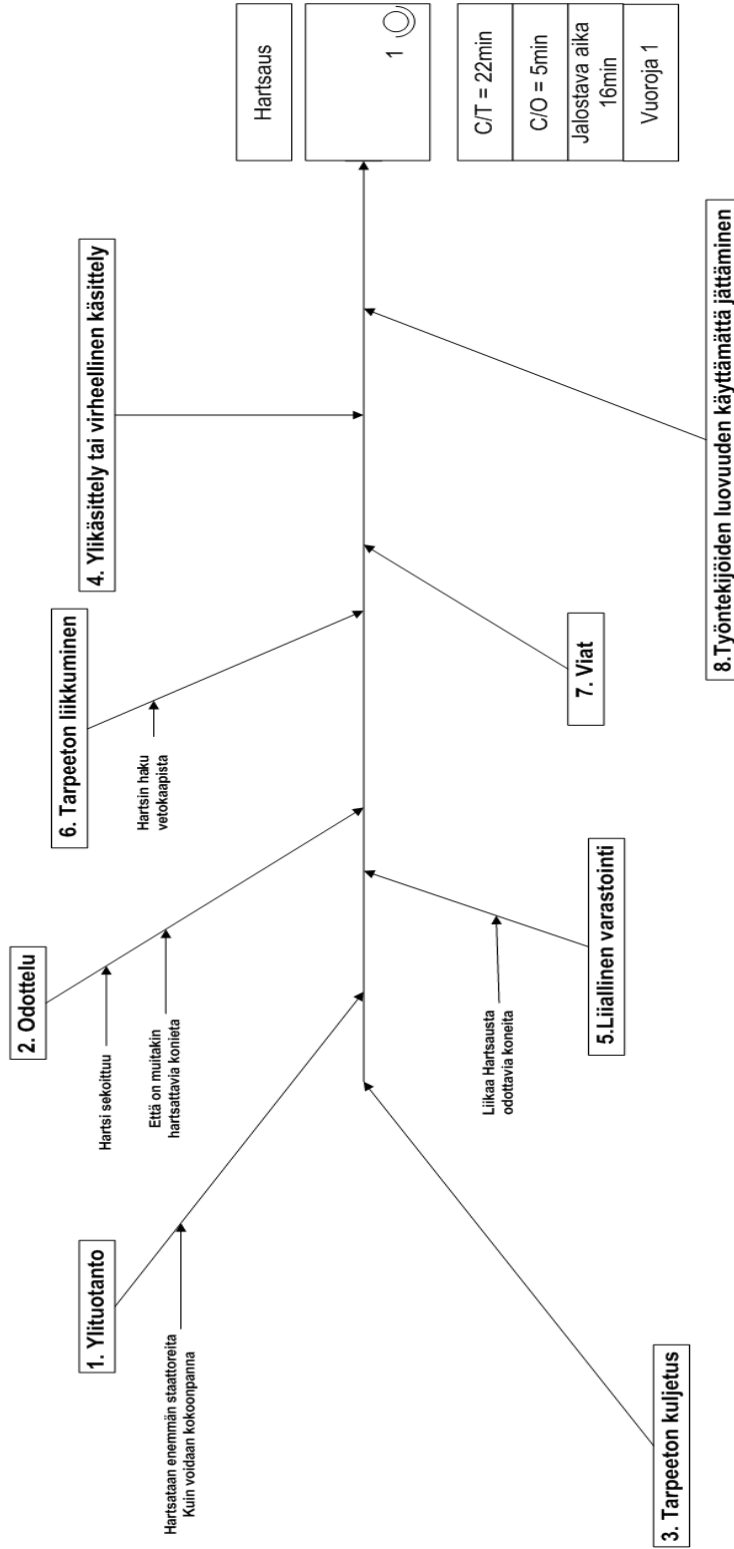 1. Ylituotanto
Hartsataan enemmän staattoreita
Kuin voidaan kokoonpanna
2. Odottelu
Hartsi sekoittuu
Että on muitakin
hartsattavia konieta
6. Tarpeeton liikkuminen
Hartsin haku
vetokaapista
4. Ylikäsittely tai virheellinen käsittely
3. Tarpeeton kuljetus
5.Liiallinen varastointi
Liikaa Hartsausta
odottavia koneita
7. Viat
8.Työntekijöiden luovuuden käyttämättä jättäminen
Hartsaus
1
C/T = 22min
C/O = 5min
Jalostava aika
16min
Vuoroja 1